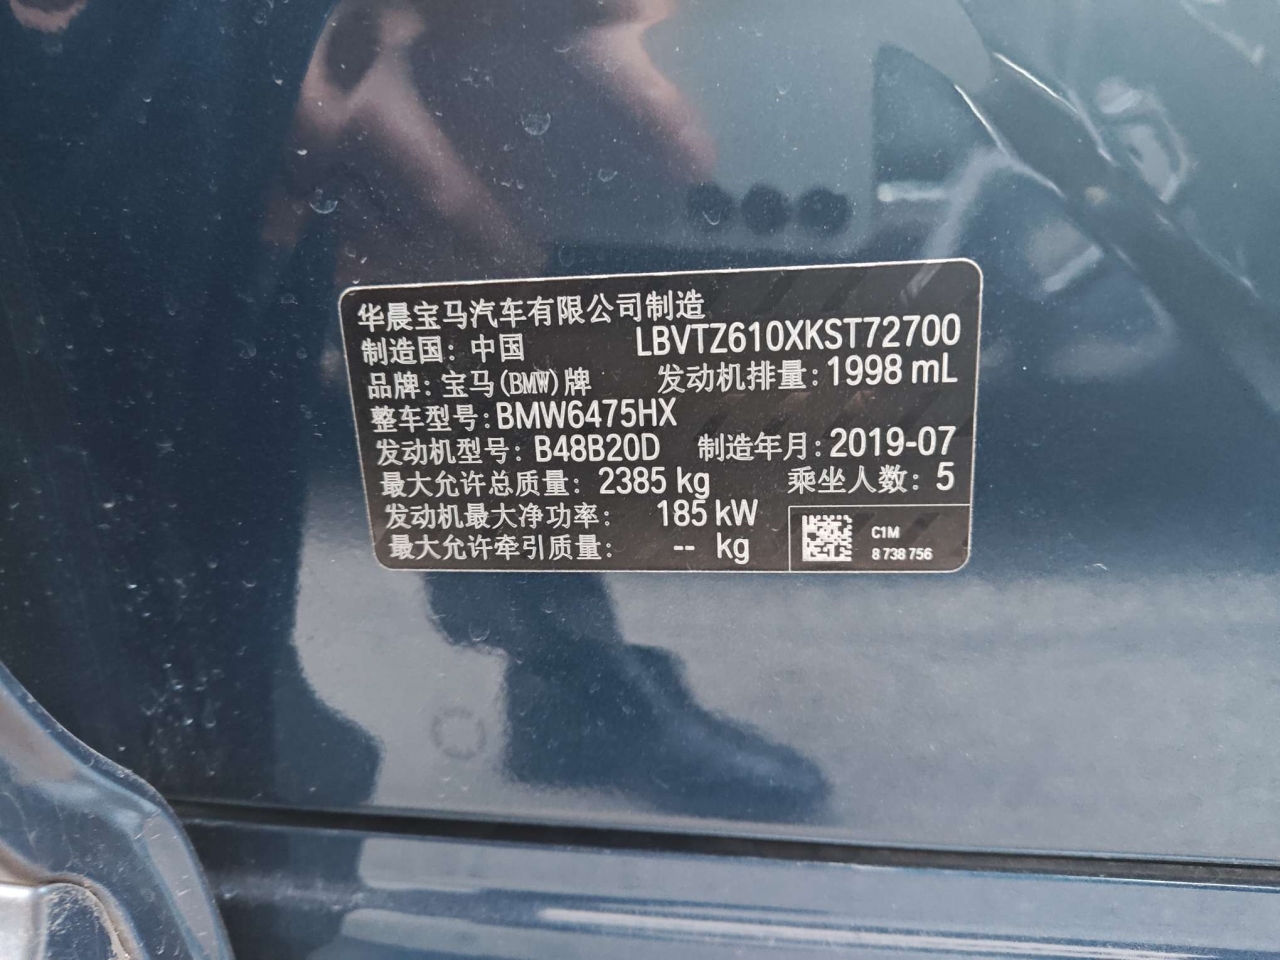 华晨宝马汽车有限公司制造
制造国：中国 LBVTZ610XKST72700
品牌：宝马(BMW)牌 发动机排量：1998 mL
整车型号：BMW6475HX
发动机型号：B48B20D 制造年月：2019-07
最大允许总质量：2385 kg 乘坐人数：5
发动机最大净功率：185 kW
最大允许牵引质量：-- kg
C1M
8 738 756